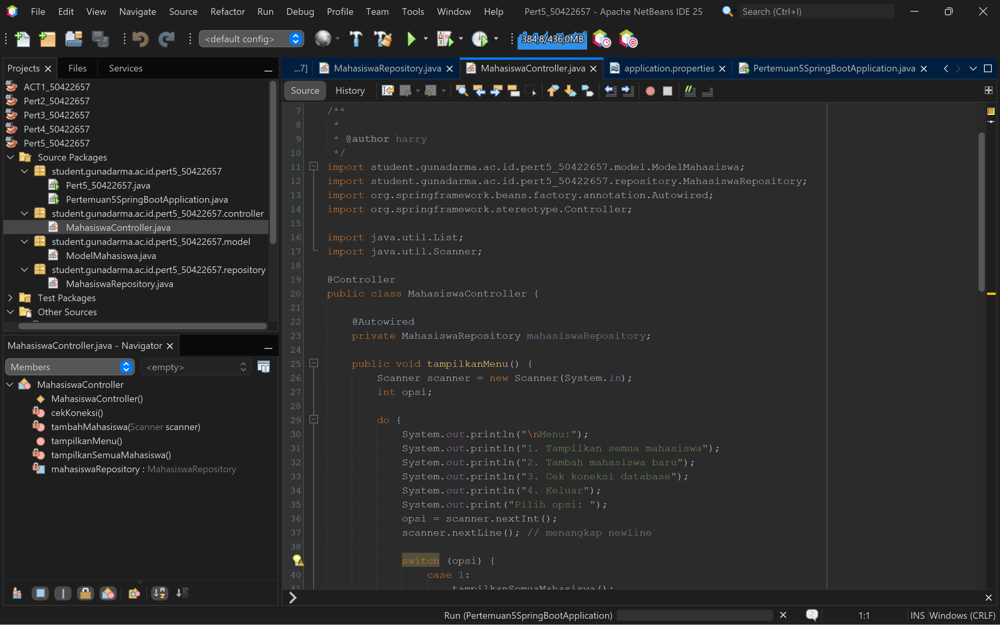 File Edit View Navigate Source Refactor Run Debug Profile Team Tools Window Help Pert5_50422657 - Apache NetBeans IDE 25 Search (Ctrl+I)
<default config> 384,8/436,0MB
Projects Files Services
...7] MahasiswaRepository.java MahasiswaController.java application.properties Pertemuan5SpringBootApplication.java
Source History
ACT1_50422657
Pert2_50422657
Pert3_50422657
Pert4_50422657
Pert5_50422657
Source Packages
student.gunadarma.ac.id.pert5_50422657
Pert5_50422657.java
Pertemuan5SpringBootApplication.java
student.gunadarma.ac.id.pert5_50422657.controller
MahasiswaController.java
student.gunadarma.ac.id.pert5_50422657.model
ModelMahasiswa.java
student.gunadarma.ac.id.pert5_50422657.repository
MahasiswaRepository.java
Test Packages
Other Sources
MahasiswaController.java - Navigator
Members <empty>
MahasiswaController
MahasiswaController()
cekKoneksi()
tambahMahasiswa(Scanner scanner)
tampilkanMenu()
tampilkanSemuaMahasiswa()
mahasiswaRepository : MahasiswaRepository
7 /**
8 *
9 * @author harry
10 */
11 import student.gunadarma.ac.id.pert5_50422657.model.ModelMahasiswa;
12 import student.gunadarma.ac.id.pert5_50422657.repository.MahasiswaRepository;
13 import org.springframework.beans.factory.annotation.Autowired;
14 import org.springframework.stereotype.Controller;
15
16 import java.util.List;
17 import java.util.Scanner;
18
19 @Controller
20 public class MahasiswaController {
21
22 @Autowired
23 private MahasiswaRepository mahasiswaRepository;
24
25 public void tampilkanMenu() {
26 Scanner scanner = new Scanner(System.in);
27 int opsi;
28
29 do {
30 System.out.println("\nMenu:");
31 System.out.println("1. Tampilkan semua mahasiswa");
32 System.out.println("2. Tambah mahasiswa baru");
33 System.out.println("3. Cek koneksi database");
34 System.out.println("4. Keluar");
35 System.out.print("Pilih opsi: ");
36 opsi = scanner.nextInt();
37 scanner.nextLine(); // menangkap newline
38
switch (opsi) {
40 case 1:
41 tampilkanSemuaMahasiswa();
Run (Pertemuan5SpringBootApplication) 2 1:1 INS Windows (CRLF)